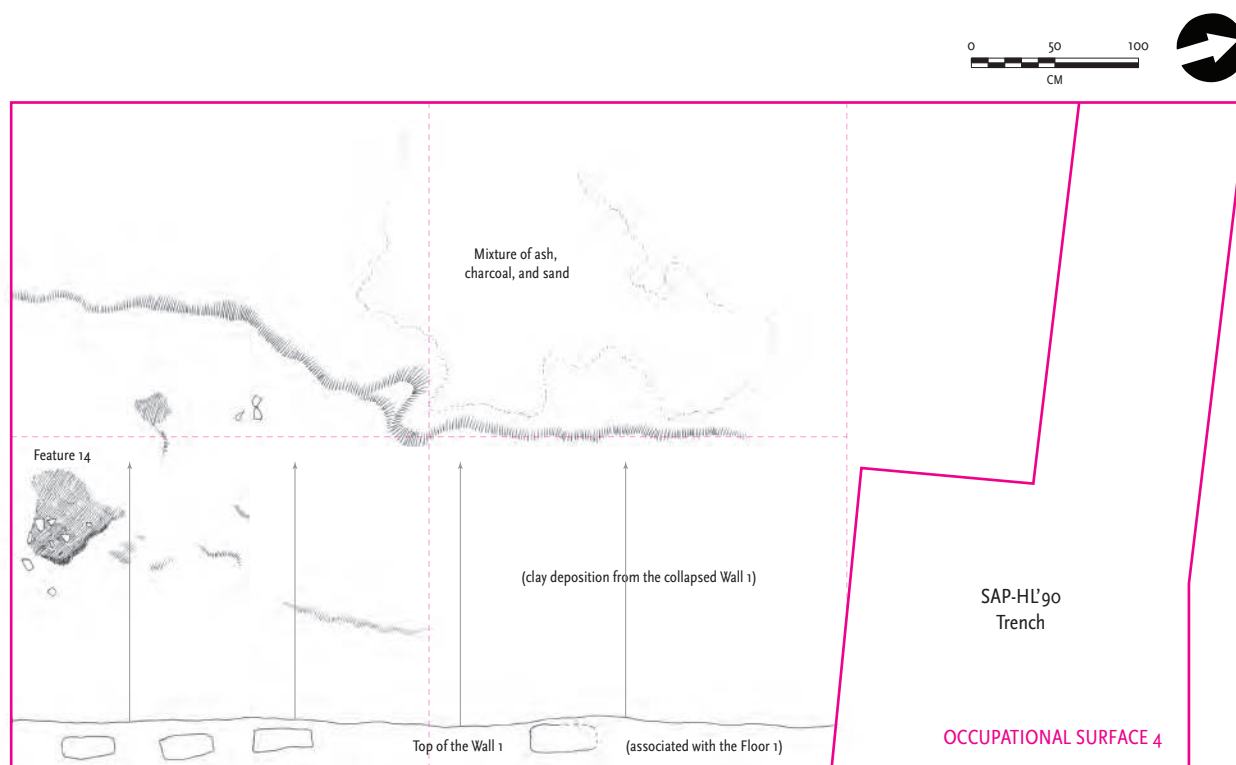 0 50 100
CM
Mixture of ash,
charcoal, and sand
Feature 14
(clay deposition from the collapsed Wall 1)
SAP-HL'90
Trench
Top of the Wall 1
(associated with the Floor 1)
OCCUPATIONAL SURFACE 4